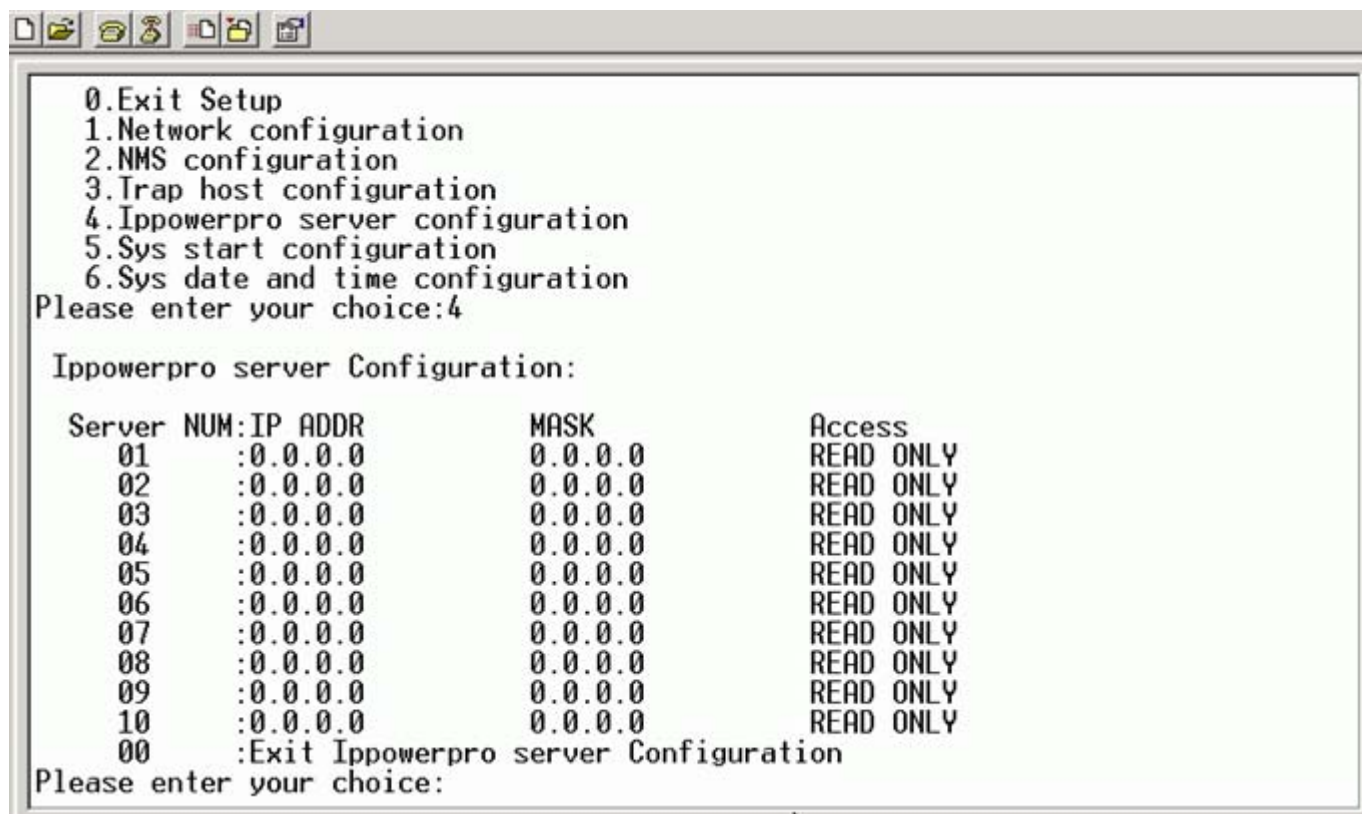 0.Exit Setup
1.Network configuration
2.NMS configuration
3.Trap host configuration
4.Ippowerpro server configuration
5.Sys start configuration
6.Sys date and time configuration
Please enter your choice:4
Ippowerpro server Configuration:
Server NUM:IP ADDR MASK Access
01 :0.0.0.0 0.0.0.0 READ ONLY
02 :0.0.0.0 0.0.0.0 READ ONLY
03 :0.0.0.0 0.0.0.0 READ ONLY
04 :0.0.0.0 0.0.0.0 READ ONLY
05 :0.0.0.0 0.0.0.0 READ ONLY
06 :0.0.0.0 0.0.0.0 READ ONLY
07 :0.0.0.0 0.0.0.0 READ ONLY
08 :0.0.0.0 0.0.0.0 READ ONLY
09 :0.0.0.0 0.0.0.0 READ ONLY
10 :0.0.0.0 0.0.0.0 READ ONLY
00 :Exit Ippowerpro server Configuration
Please enter your choice: